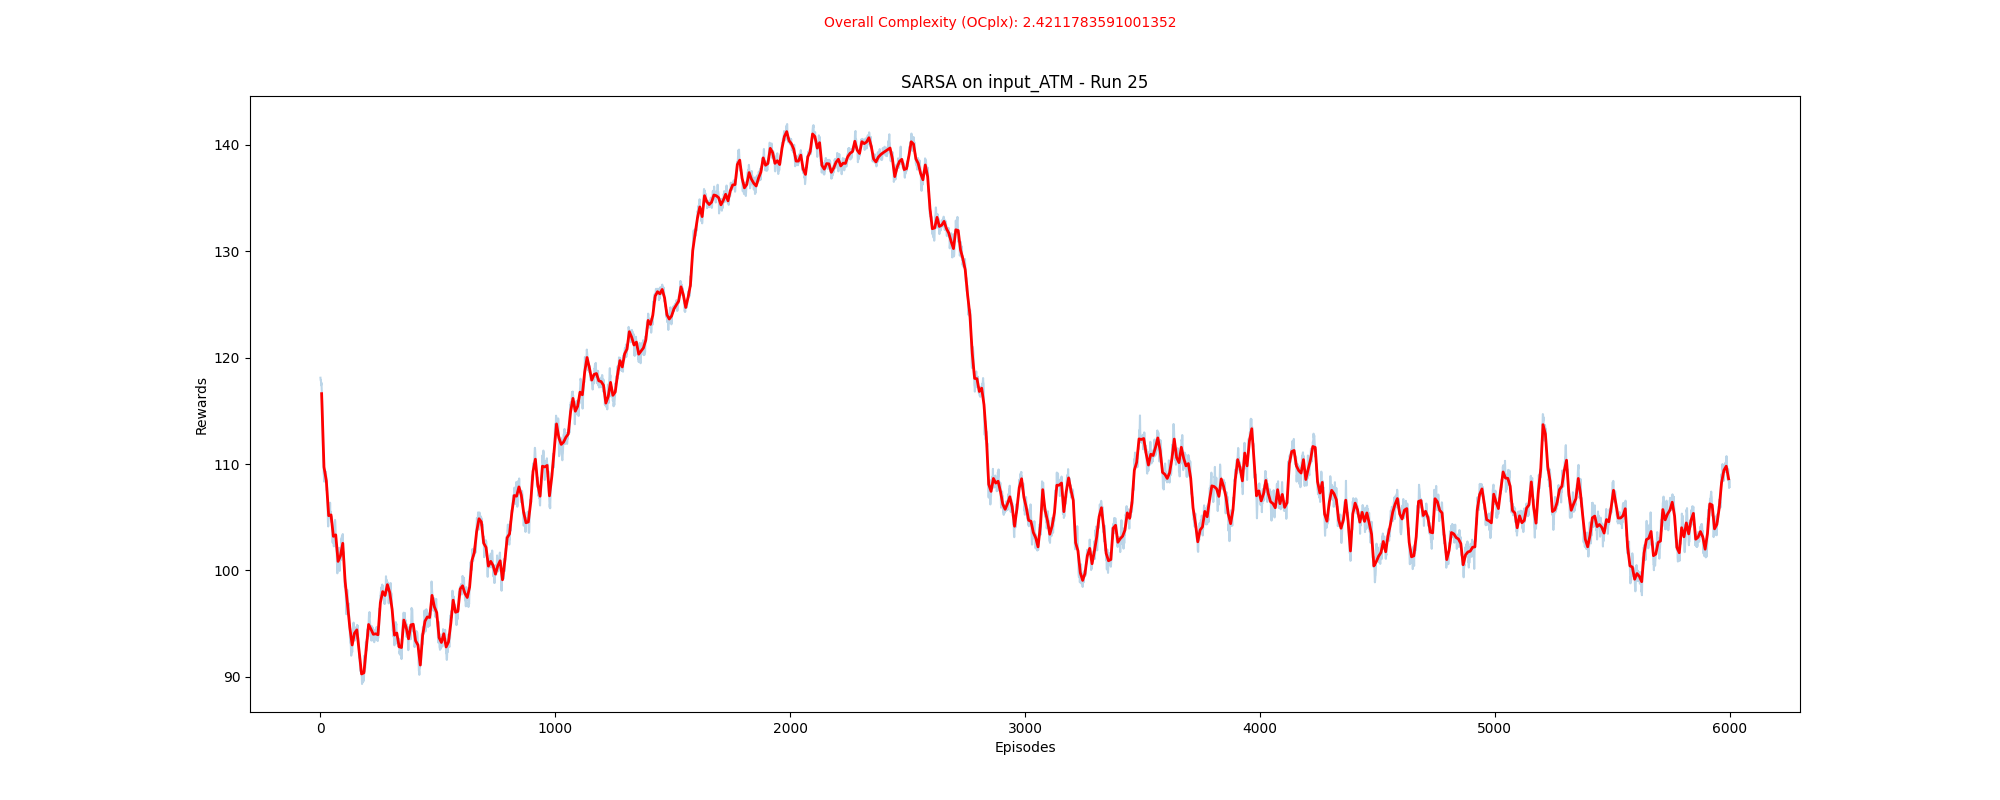 Overall Complexity (OCplx): 2.4211783591001352
SARSA on input_ATM - Run 25
Rewards
140
130
120
110
100
90
0 1000 2000 3000 4000 5000 6000
Episodes